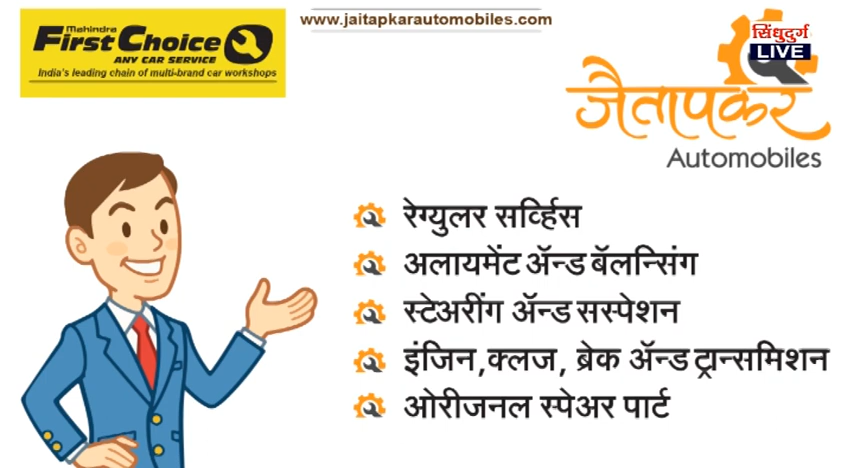 Mahindra
First Choice
ANY CAR SERVICE
India's leading chain of multi-brand car workshops
www.jaitapkarautomobiles.com
सिंधुदुर्ग
LIVE
जैतापकर
Automobiles
रेग्युलर सर्व्हिस
अलायमेंट ॲन्ड बॅलन्सिंग
स्टेअरींग ॲन्ड सस्पेशन
इंजिन,क्लज, ब्रेक ॲन्ड ट्रान्समिशन
ओरीजनल स्पेअर पार्ट